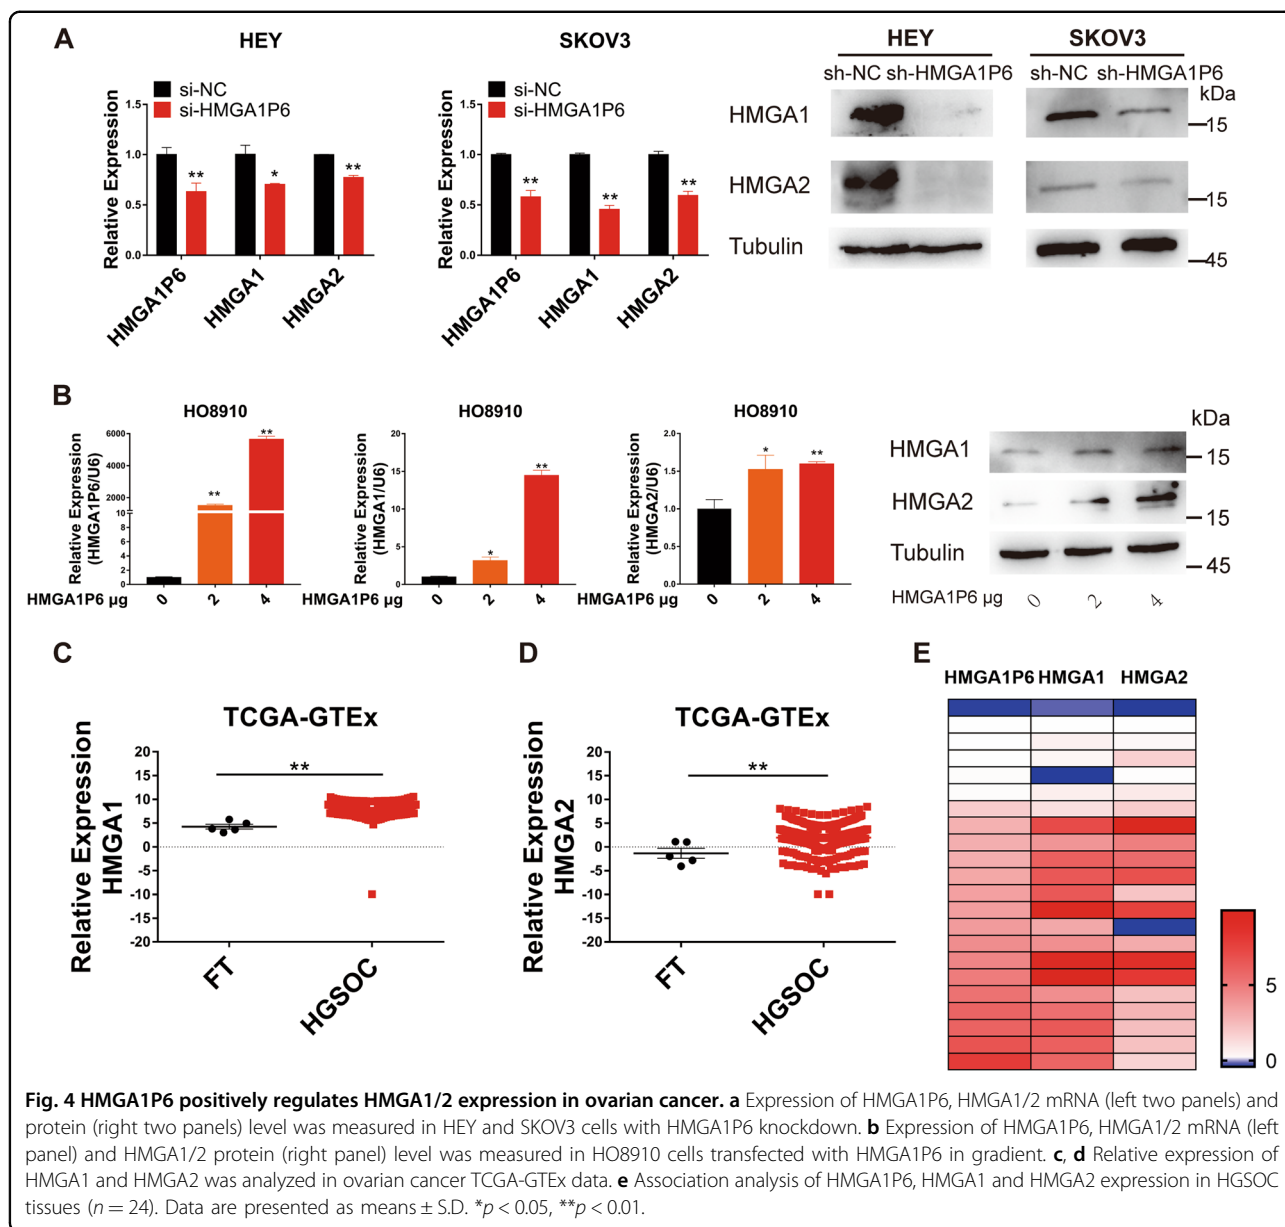 A
HEY
SKOV3
HEY
SKOV3
sh-NC sh-HMGA1P6
sh-NC sh-HMGA1P6
kDa
si-NC
si-HMGA1P6
si-NC
si-HMGA1P6
Relative Expression
1.5
1.0
0.5
0.0
** * **
HMGA1P6
HMGA1
HMGA2
Relative Expression
1.5
1.0
0.5
0.0
** ** **
HMGA1P6
HMGA1
HMGA2
HMGA1
15
HMGA2
15
Tubulin
45
B
HO8910
Relative Expression
(HMGA1P6/U6)
6000
4000
2000
10
8
6
4
2
0
** **
HMGA1P6 µg 0 2 4
HO8910
Relative Expression
(HMGA1/U6)
20
15
10
5
0
* **
HMGA1P6 µg 0 2 4
HO8910
Relative Expression
(HMGA2/U6)
2.0
1.5
1.0
0.5
0.0
* **
HMGA1P6 µg 0 2 4
kDa
HMGA1
15
HMGA2
15
Tubulin
45
HMGA1P6 µg 0 2 4
C
TCGA-GTEx
Relative Expression
HMGA1
20
15
10
5
0
-5
-10
-15
-20
**
FT
HGSOC
D
TCGA-GTEx
Relative Expression
HMGA2
20
15
10
5
0
-5
-10
-15
-20
**
FT
HGSOC
E
HMGA1P6 HMGA1 HMGA2
5
0
Fig. 4 HMGA1P6 positively regulates HMGA1/2 expression in ovarian cancer. a Expression of HMGA1P6, HMGA1/2 mRNA (left two panels) and
protein (right two panels) level was measured in HEY and SKOV3 cells with HMGA1P6 knockdown. b Expression of HMGA1P6, HMGA1/2 mRNA (left
panel) and HMGA1/2 protein (right panel) level was measured in HO8910 cells transfected with HMGA1P6 in gradient. c, d Relative expression of
HMGA1 and HMGA2 was analyzed in ovarian cancer TCGA-GTEx data. e Association analysis of HMGA1P6, HMGA1 and HMGA2 expression in HGSOC
tissues (n = 24). Data are presented as means ± S.D. *p < 0.05, **p < 0.01.